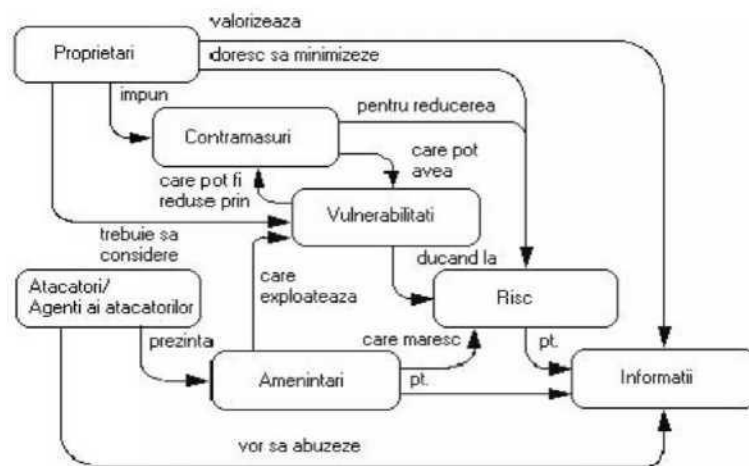 valorizeaza
Proprietari
doresc sa minimizeze
impun
pentru reducerea
Contramasuri
care pot fi
reduse prin
care pot
avea
Vulnerabilitati
trebuie sa
considere
ducand la
Atacatori/
Agenti ai atacatorilor
care
exploateaza
Risc
prezinta
care maresc
pt.
Amenintari
pt.
Informatii
vor sa abuzeze